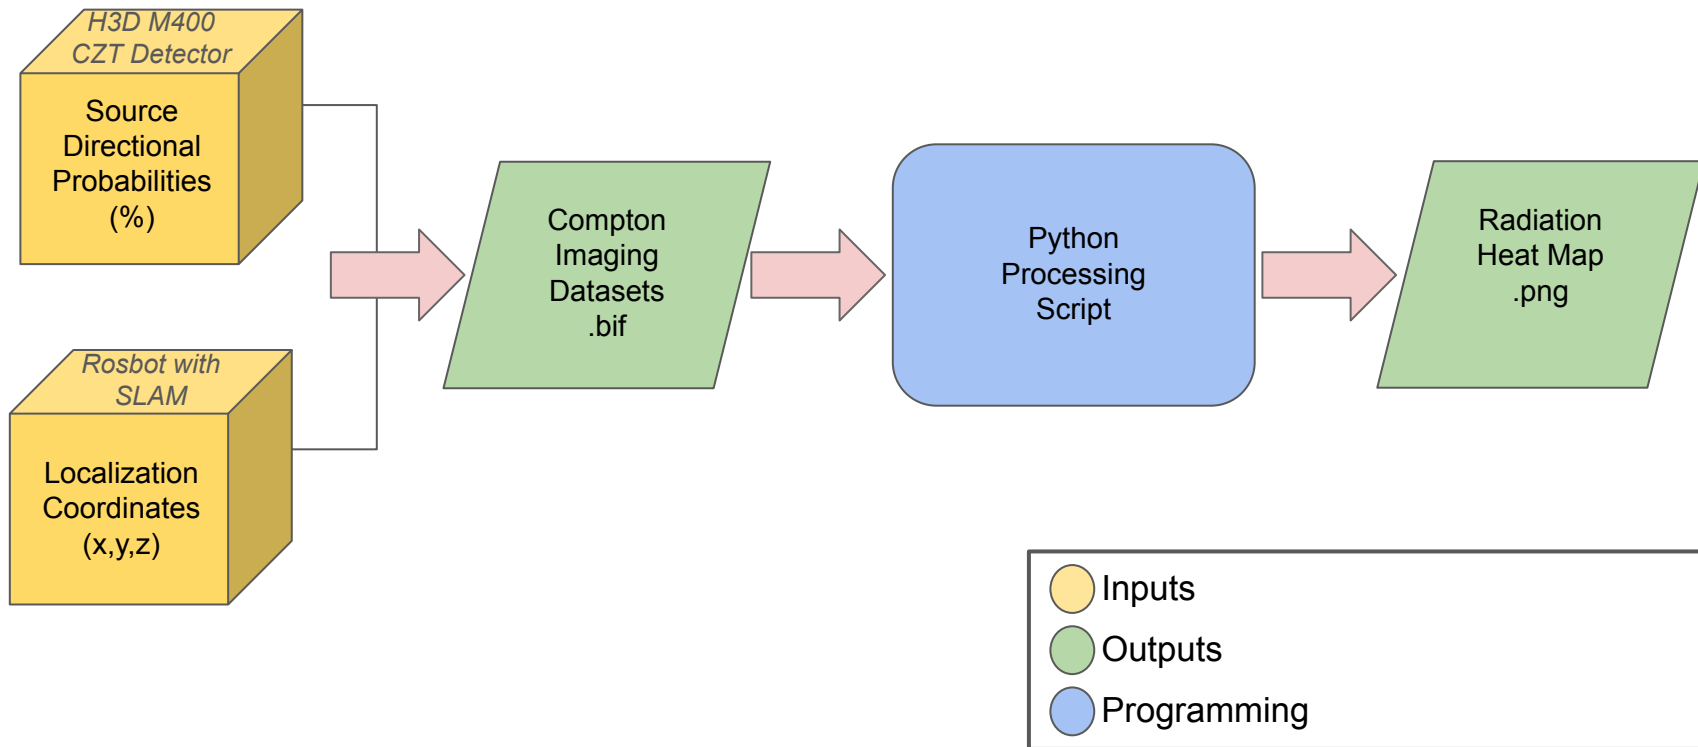 H3D M400
CZT Detector
Source
Directional
Probabilities
(%)
Rosbot with
SLAM
Localization
Coordinates
(x,y,z)
Compton
Imaging
Datasets
.bif
Python
Processing
Script
Radiation
Heat Map
.png
Inputs
Outputs
Programming